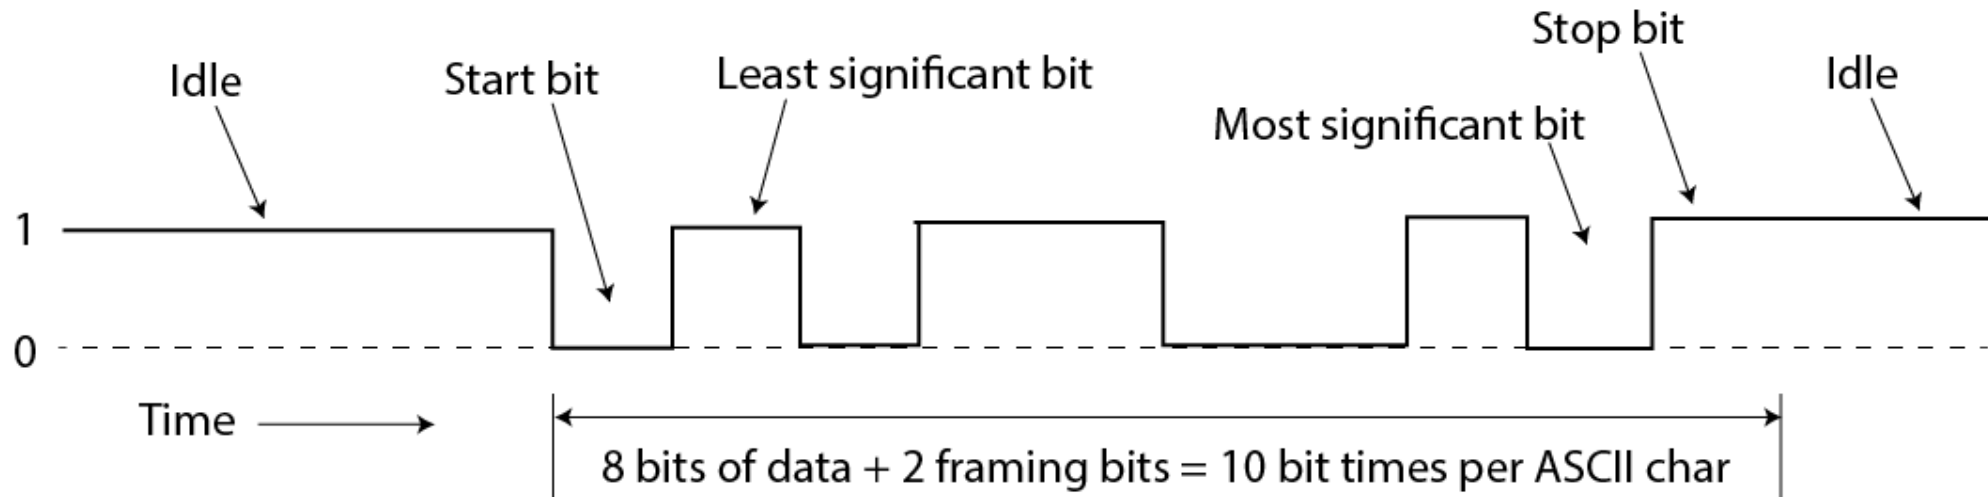 Stop bit
Idle
Start bit
Least significant bit
Idle
Most significant bit
1
0
Time
8 bits of data + 2 framing bits = 10 bit times per ASCII char